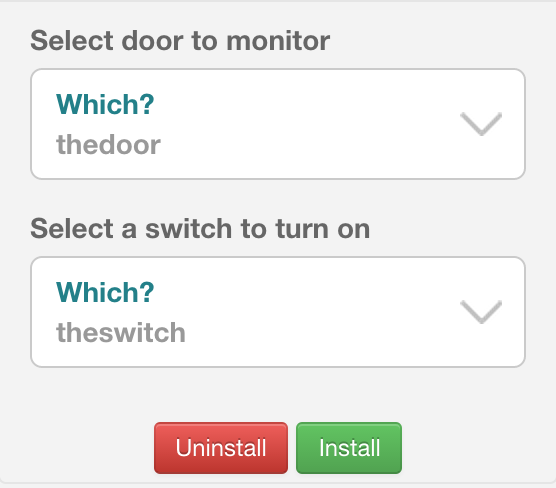 Select door to monitor
Which?
thedoor
Select a switch to turn on
Which?
theswitch
Uninstall Install